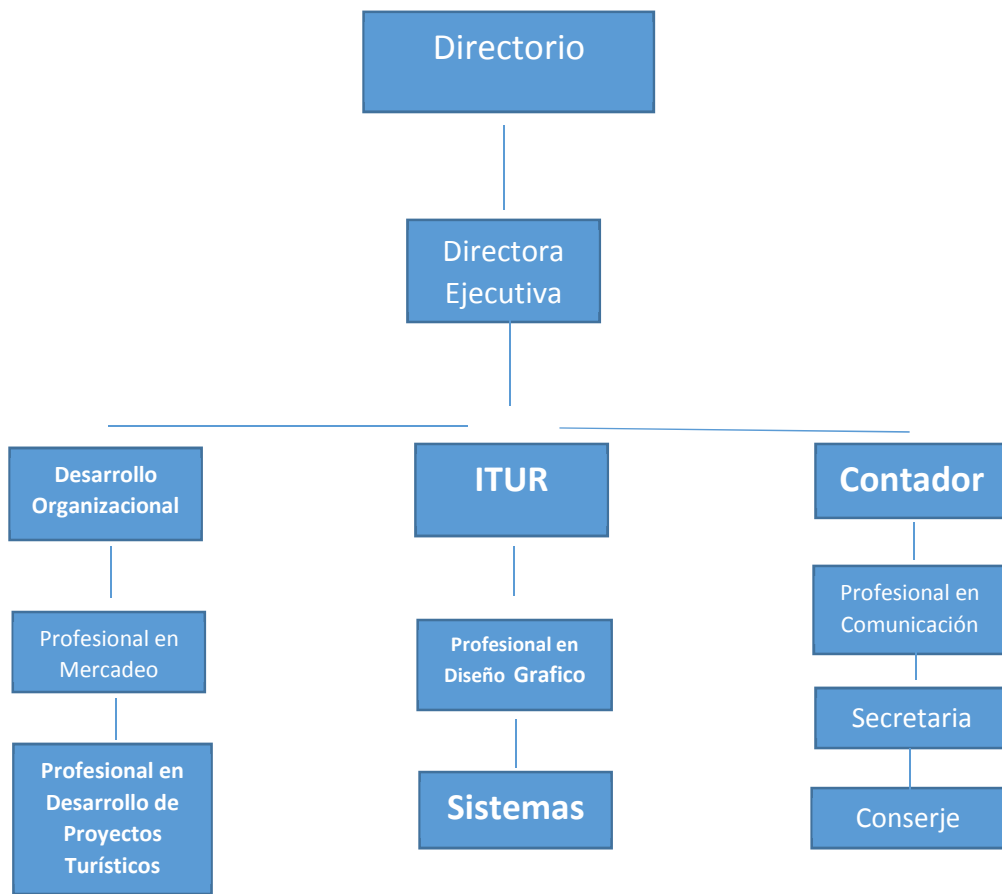 Directorio
Directora
Ejecutiva
Desarrollo
Organizacional
ITUR
Contador
Profesional en
Mercadeo
Profesional en
Diseño Grafico
Profesional en
Comunicación
Secretaria
Profesional en
Desarrollo de
Proyectos
Turísticos
Sistemas
Conserje